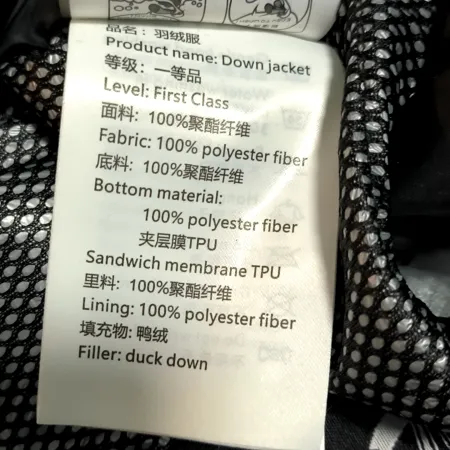 品名：羽绒服
Product name: Down jacket
等级：一等品
Level: First Class
面料：100%聚酯纤维
Fabric: 100% polyester fiber
底料：100%聚酯纤维
Bottom material:
100% polyester fiber
夹层膜TPU
Sandwich membrane TPU
里料：100%聚酯纤维
Lining: 100% polyester fiber
填充物: 鸭绒
Filler: duck down